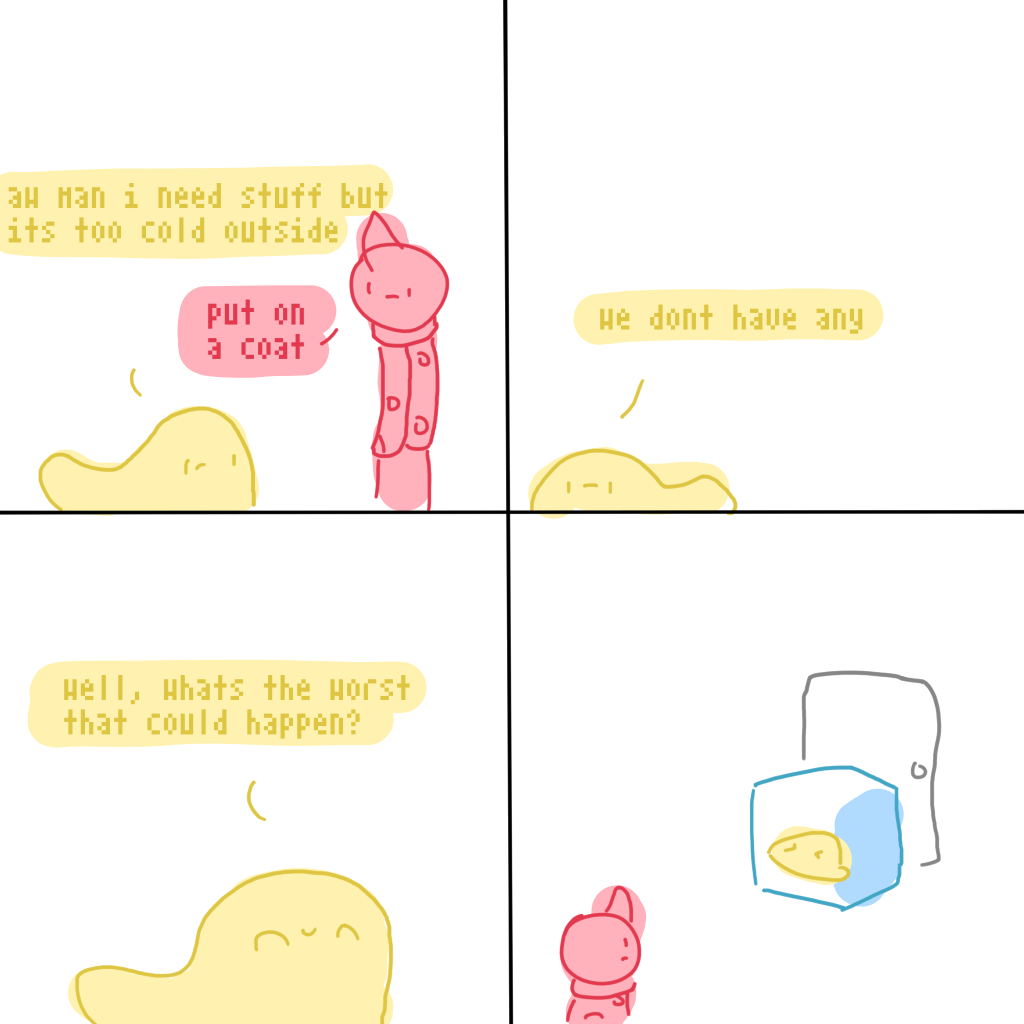 aw man i need stuff but
its too cold outside
put on
a coat
we dont have any
well, whats the worst
that could happen?